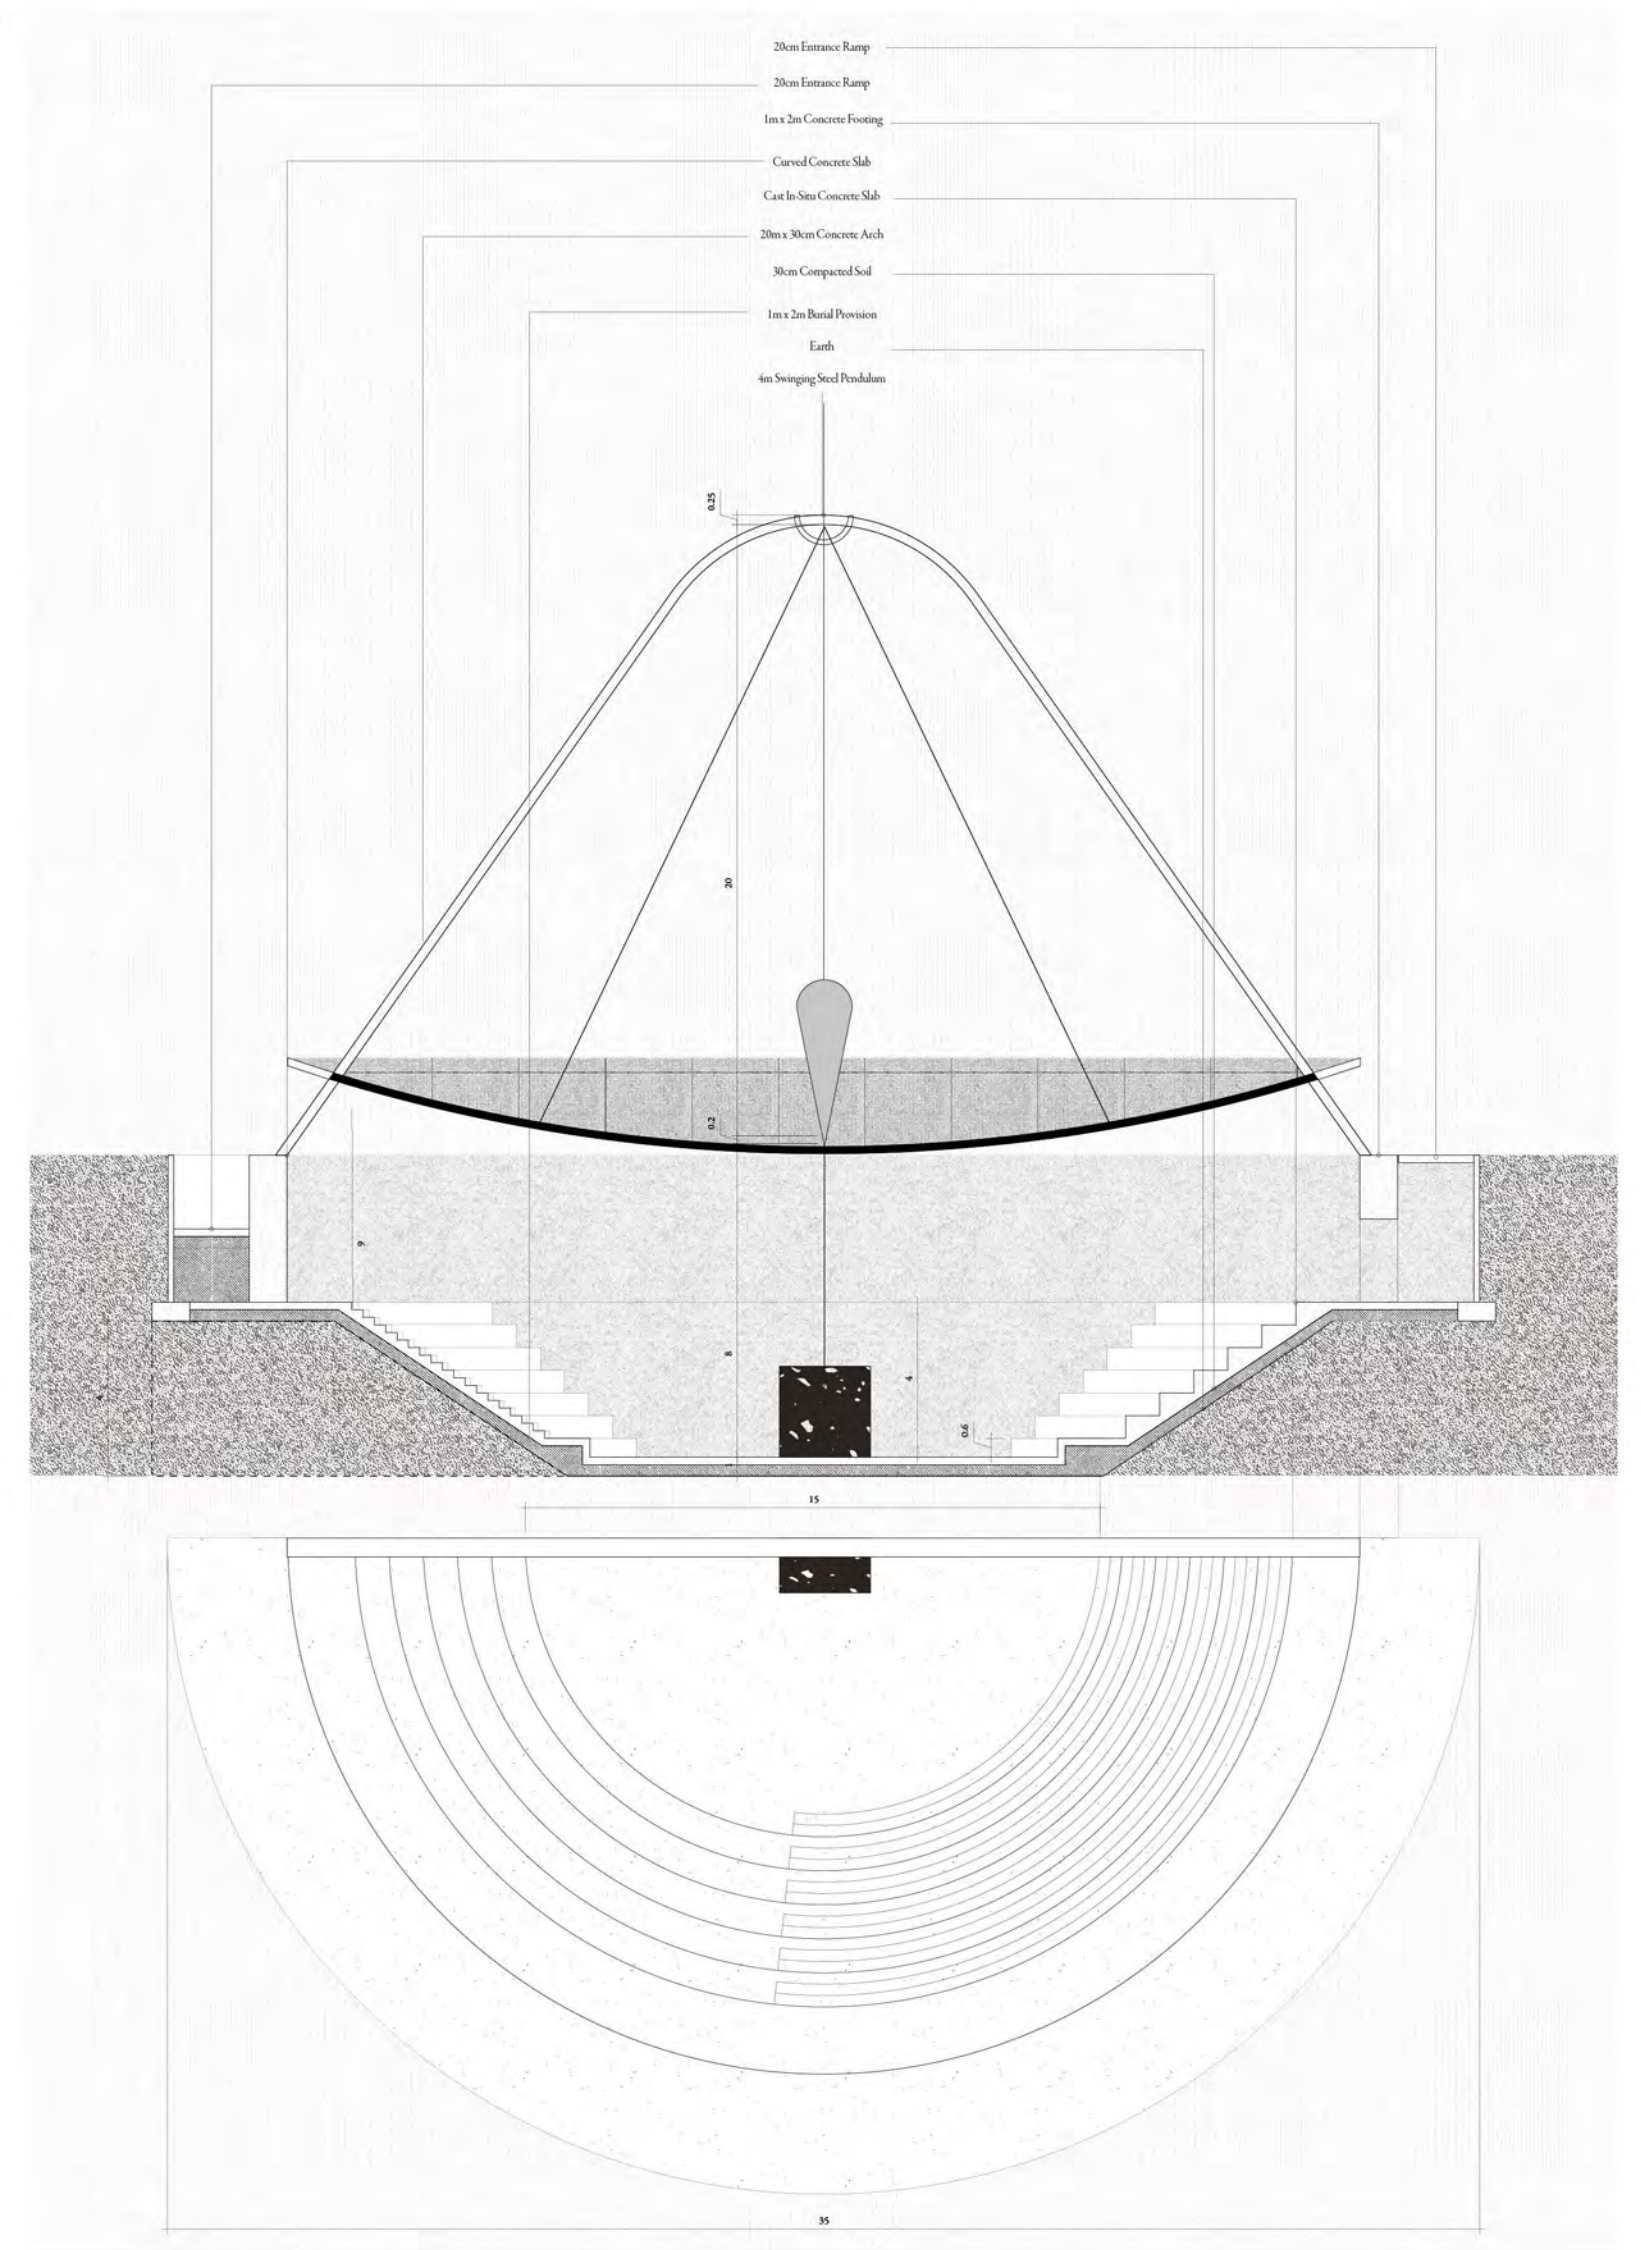 20cm Entrance Ramp
20cm Entrance Ramp
1m x 2m Concrete Footing
Curved Concrete Slab
Cast In-Situ Concrete Slab
20m x 30cm Concrete Arch
30cm Compacted Soil
1m x 2m Burial Provision
Earth
4m Swinging Steel Pendulum
0.25
20
0.2
9
8
4
4
0.6
1
15
35